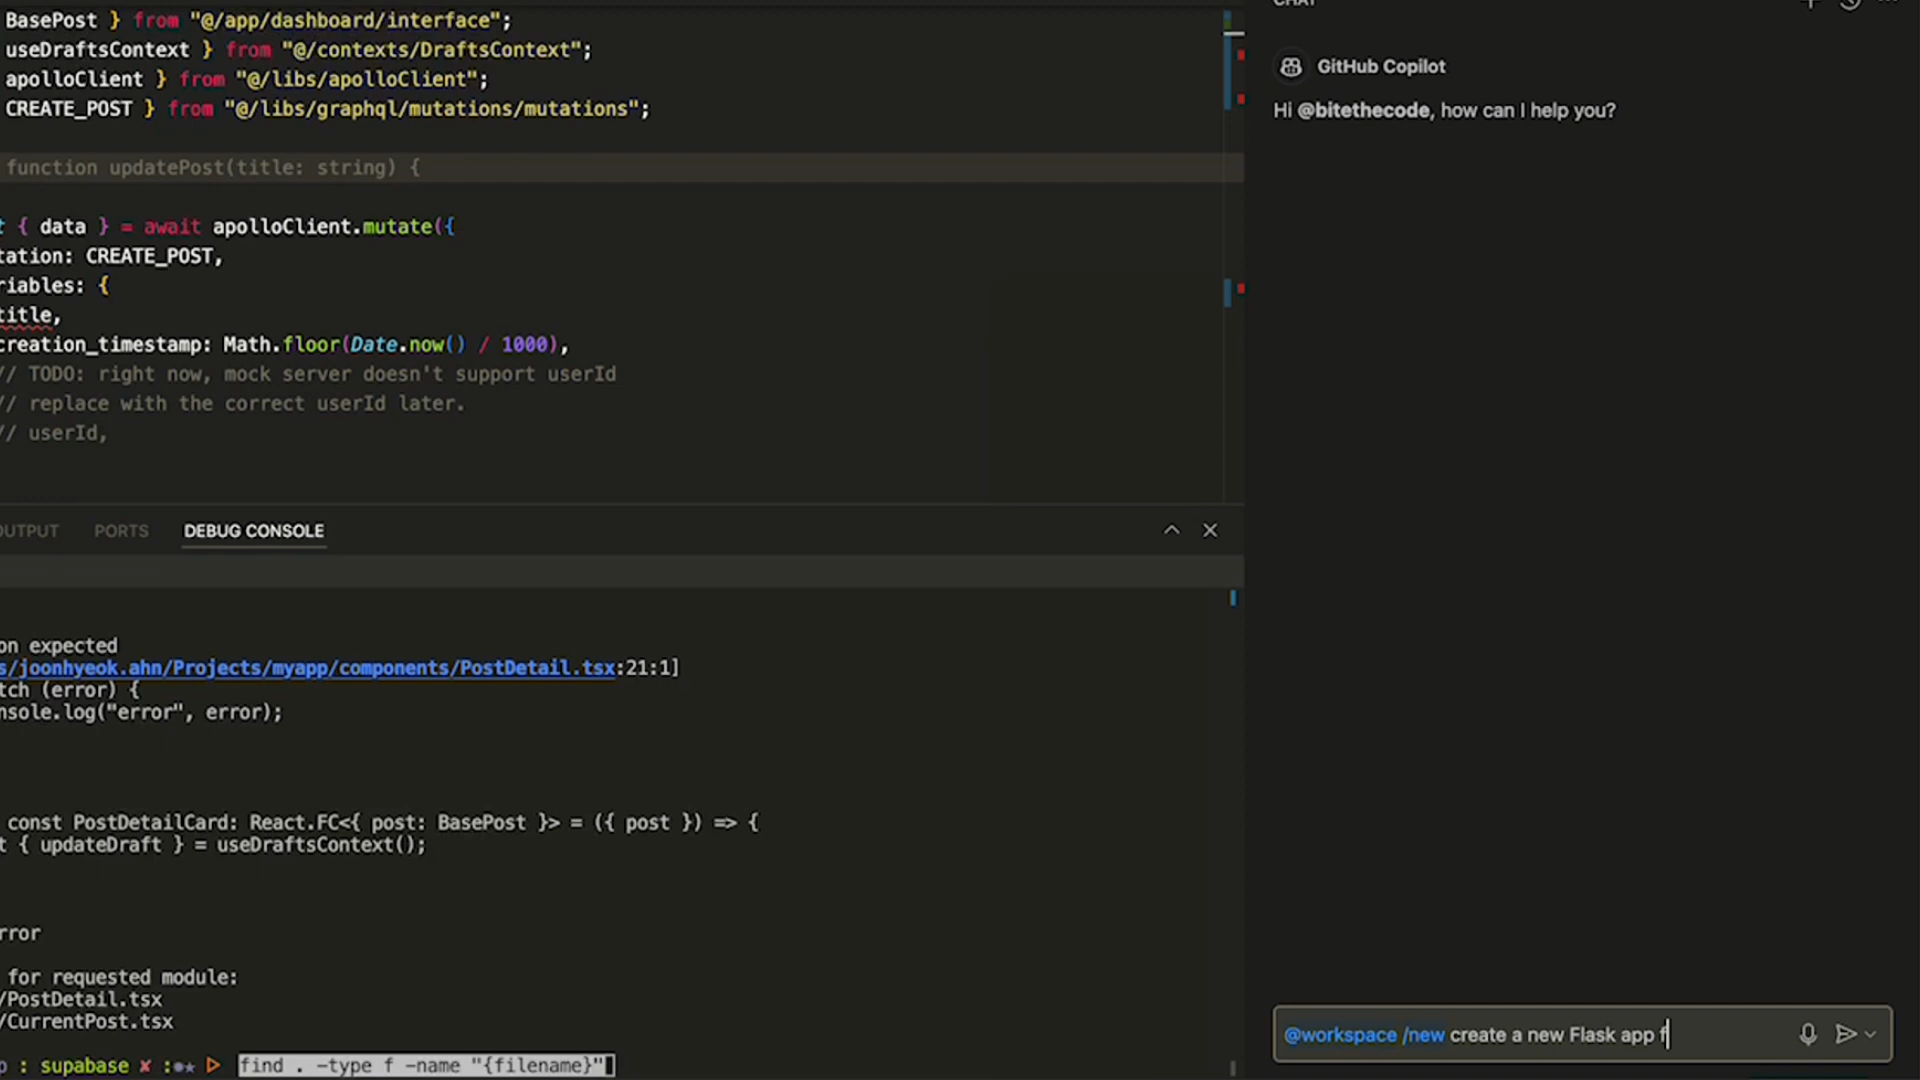 BasePost } from "@/app/dashboard/interface";
useDraftsContext } from "@/contexts/DraftsContext";
apolloClient } from "@/libs/apolloClient";
CREATE_POST } from "@/libs/graphql/mutations/mutations";
function updatePost(title: string) {
t { data } = await apolloClient.mutate({
tation: CREATE_POST,
riables: {
title,
creation_timestamp: Math.floor(Date.now() / 1000),
// TODO: right now, mock server doesn't support userId
// replace with the correct userId later.
// userId,
OUTPUT PORTS DEBUG CONSOLE
on expected
s/joonhyeok.ahn/Projects/myapp/components/PostDetail.tsx:21:1]
tch (error) {
nsole.log("error", error);
const PostDetailCard: React.FC<{ post: BasePost }> = ({ post }) => {
t { updateDraft } = useDraftsContext();
rror
for requested module:
/PostDetail.tsx
/CurrentPost.tsx
p : supabase ✘ :●★ ▷ find . -type f -name "{filename}"
CHAT
GitHub Copilot
Hi @bitethecode, how can I help you?
@workspace /new create a new Flask app f